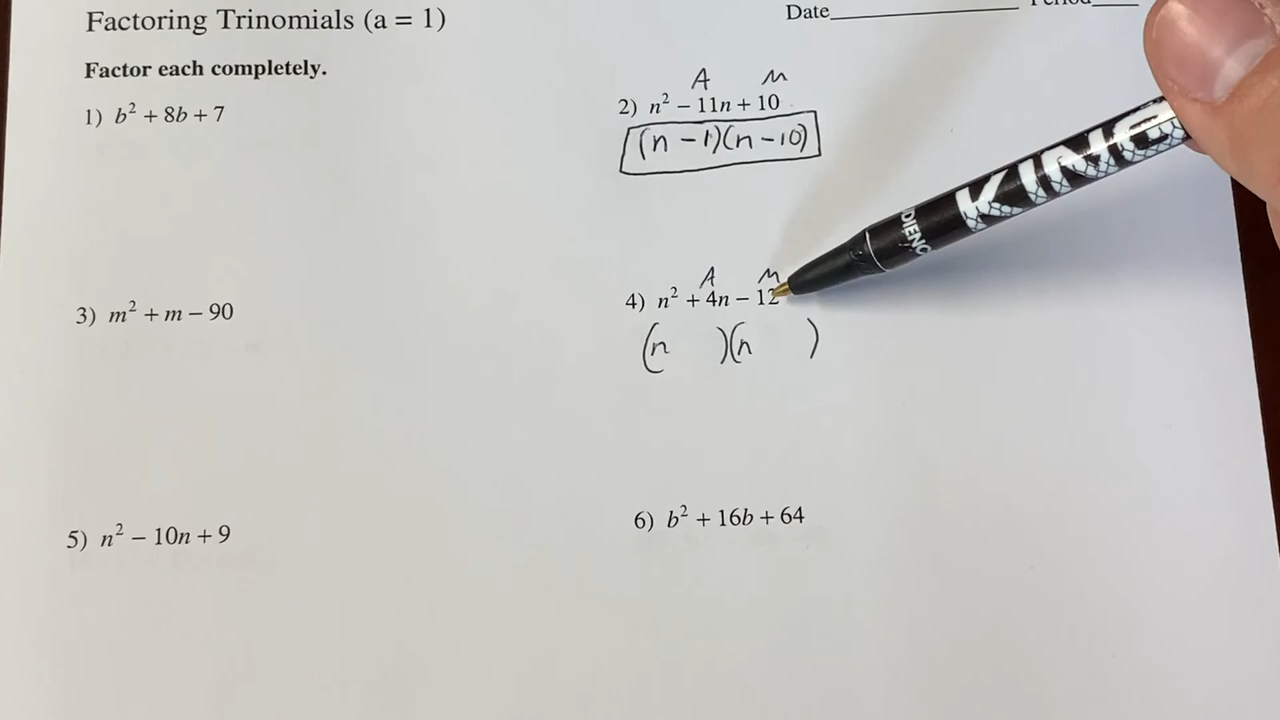 Factoring Trinomials (a = 1)
Date
Factor each completely.
1) b² + 8b + 7
A M
2) n² − 11n + 10
(n − 1)(n − 10)
3) m² + m − 90
A M
4) n² + 4n − 12
(n )(n )
5) n² − 10n + 9
6) b² + 16b + 64
KING